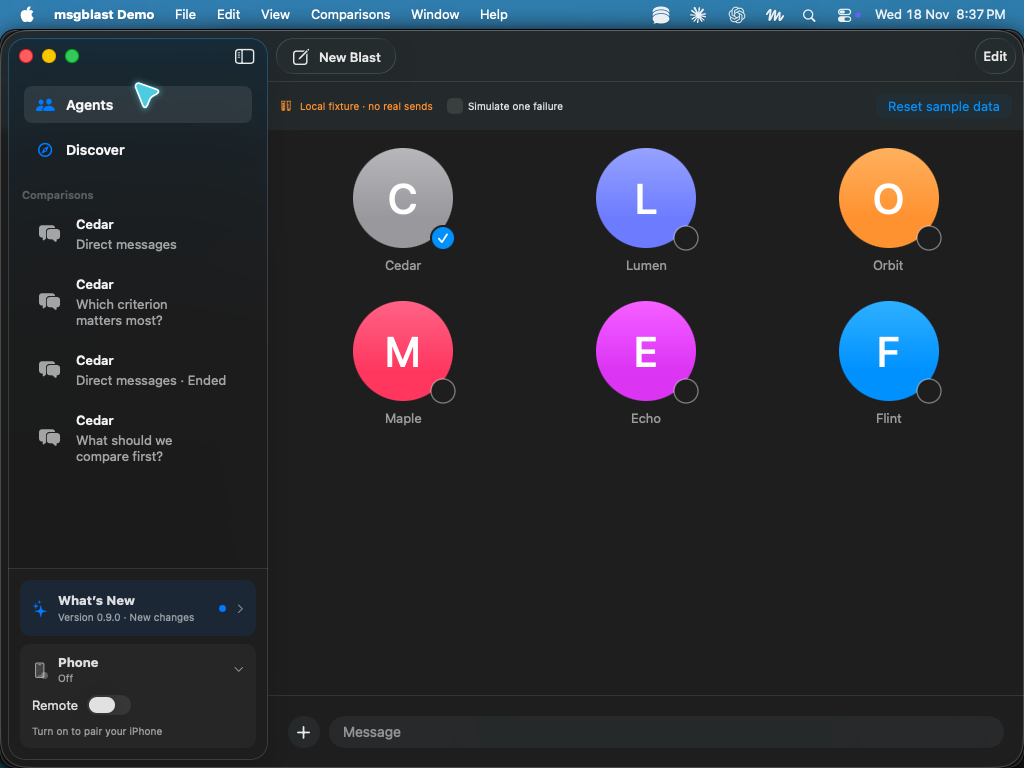 msgblast Demo File Edit View Comparisons Window Help Wed 18 Nov 8:37 PM
New Blast
Edit
Agents
Local fixture · no real sends
Simulate one failure
Reset sample data
Discover
Comparisons
Cedar
Direct messages
Cedar
Which criterion
matters most?
Cedar
Direct messages · Ended
Cedar
What should we
compare first?
C
Cedar
L
Lumen
O
Orbit
M
Maple
E
Echo
F
Flint
What's New
Version 0.9.0 · New changes
Phone
Off
Remote
Turn on to pair your iPhone
Message